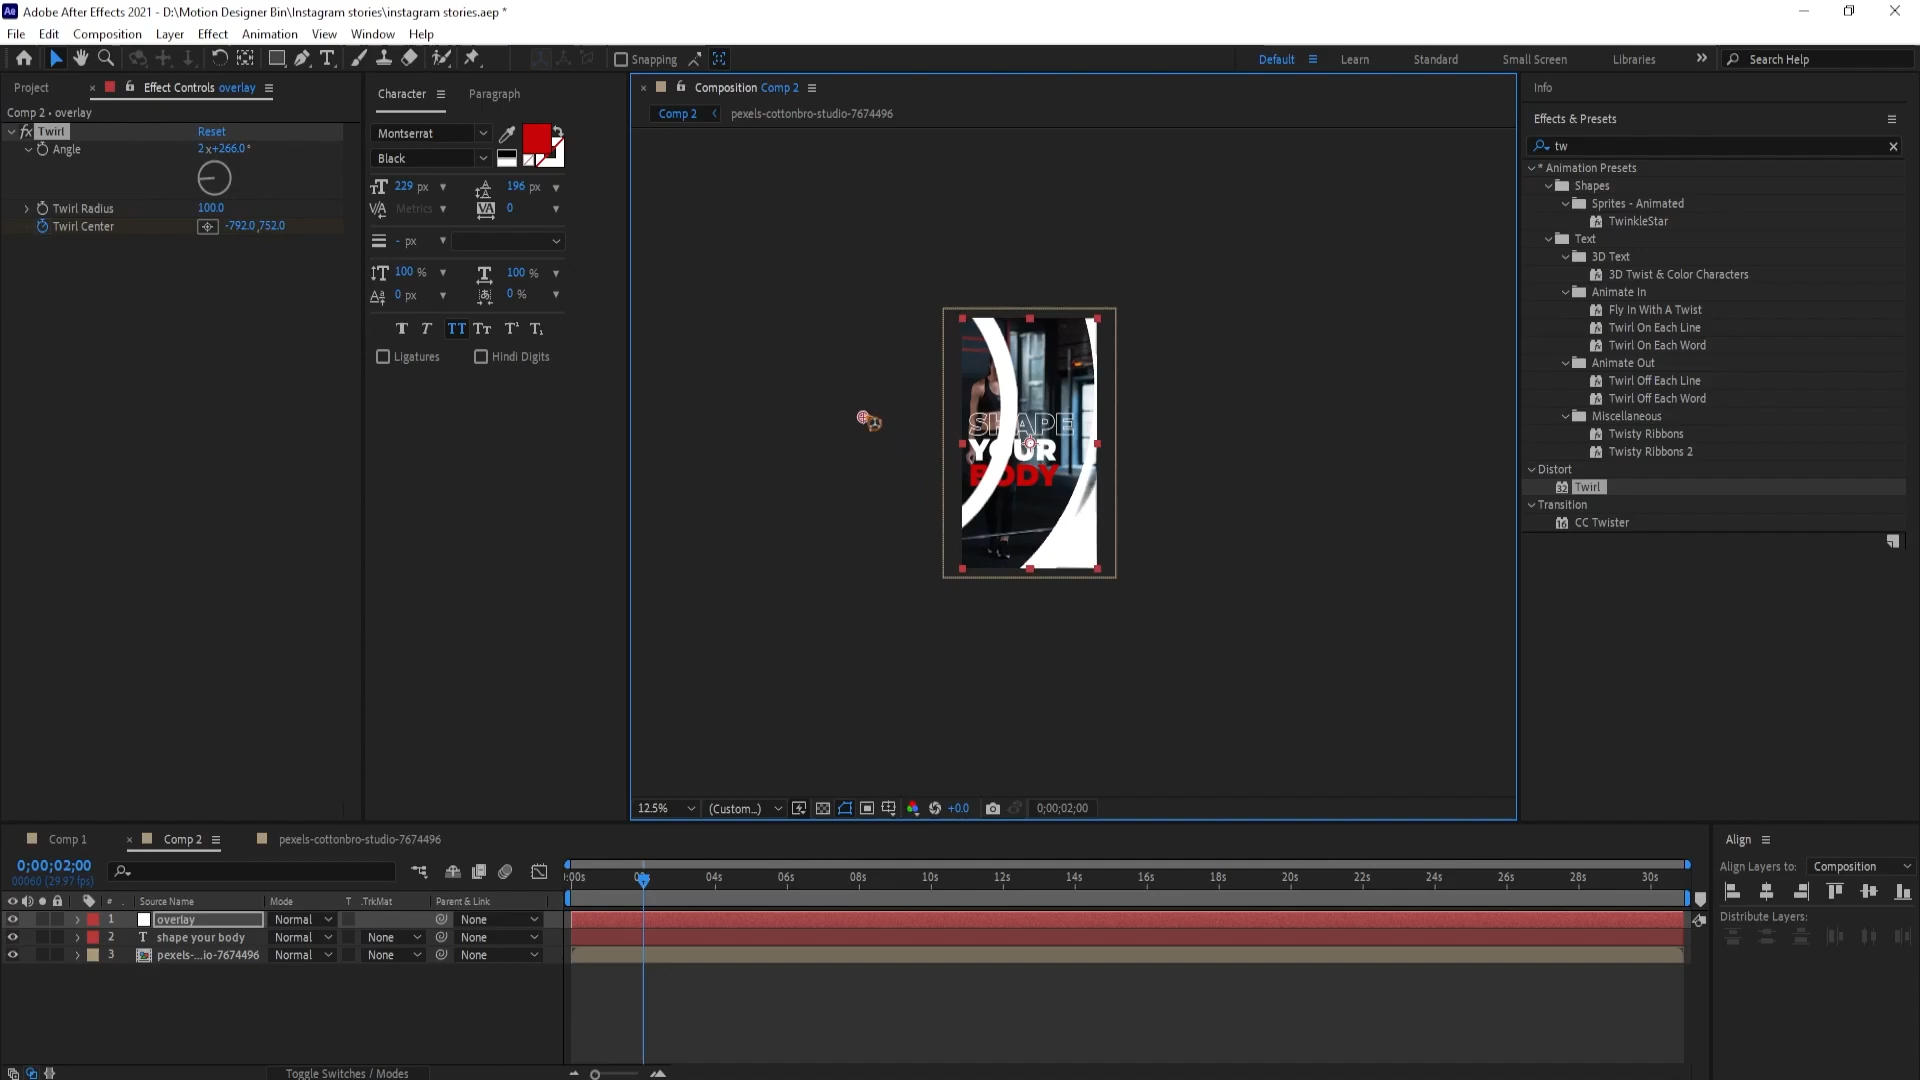 Ae Adobe After Effects 2021 - D:\Motion Designer Bin\Instagram stories\instagram stories.aep *
File Edit Composition Layer Effect Animation View Window Help
Snapping
Default Learn Standard Small Screen Libraries Search Help
Project Effect Controls overlay
Comp 2 • overlay
fx Twirl Reset
Angle 2x+266.0°
Twirl Radius 100.0
Twirl Center -792.0,752.0
Character Paragraph
Montserrat
Black
229 px 196 px
Metrics 0
- px
100 % 100 %
0 px 0 %
Ligatures Hindi Digits
Composition Comp 2
Comp 2 pexels-cottonbro-studio-7674496
SHAPE
YOUR
BODY
12.5% (Custom...) +0.0 0;00;02;00
Info
Effects & Presets
tw
* Animation Presets
Shapes
Sprites - Animated
TwinkleStar
Text
3D Text
3D Twist & Color Characters
Animate In
Fly In With A Twist
Twirl On Each Line
Twirl On Each Word
Animate Out
Twirl Off Each Line
Twirl Off Each Word
Miscellaneous
Twisty Ribbons
Twisty Ribbons 2
Distort
32 Twirl
Transition
16 CC Twister
Comp 1 Comp 2 pexels-cottonbro-studio-7674496
0;00;02;00
00060 (29.97 fps)
:00s 04s 06s 08s 10s 12s 14s 16s 18s 20s 22s 24s 26s 28s 30s
# . Source Name Mode T .TrkMat Parent & Link
1 overlay Normal None
2 T shape your body Normal None None
3 pexels-...io-7674496 Normal None None
Toggle Switches / Modes
Align
Align Layers to: Composition
Distribute Layers: